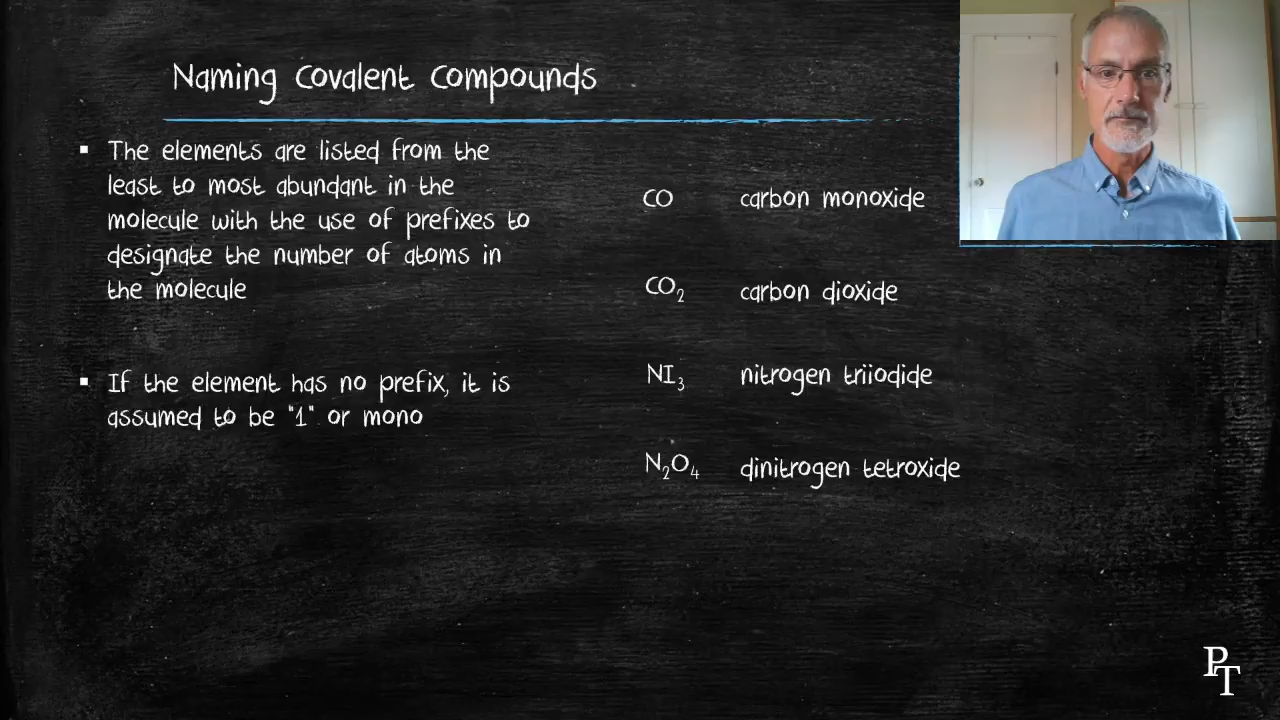 Naming Covalent Compounds
▪ The elements are listed from the
least to most abundant in the
molecule with the use of prefixes to
designate the number of atoms in
the molecule
▪ If the element has no prefix, it is
assumed to be "1" or mono
CO carbon monoxide
CO₂ carbon dioxide
NI₃ nitrogen triiodide
N₂O₄ dinitrogen tetroxide
PT